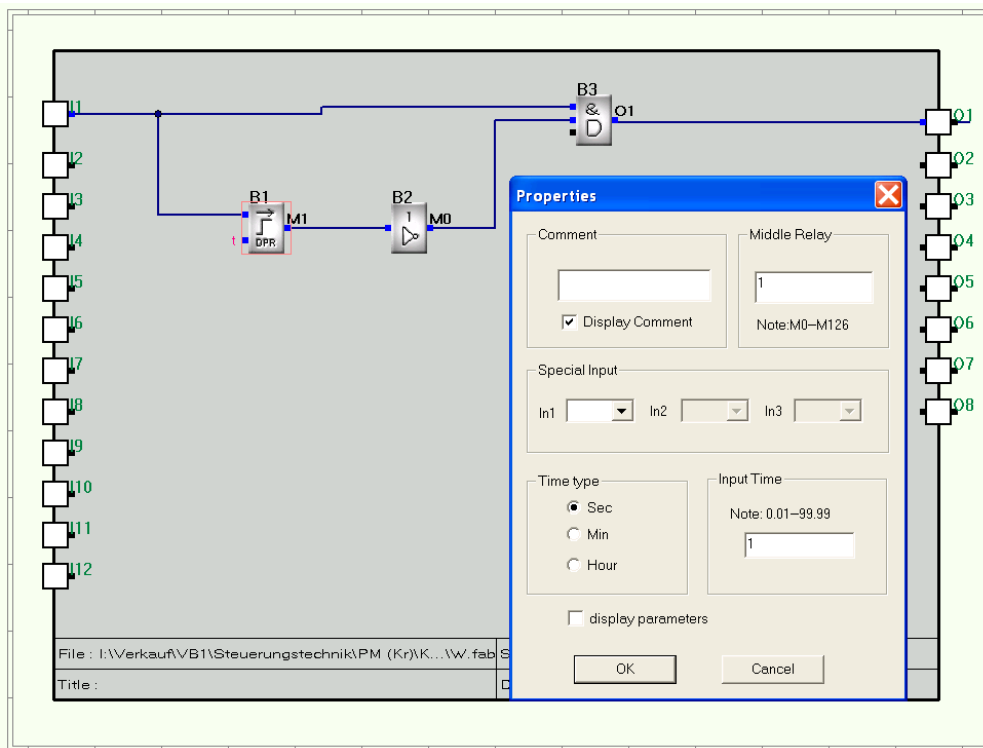 B3
&
D
O1
I1
O1
I2
O2
B1
B2
I3
O3
DPR
M1
1
M0
t
I4
O4
I5
O5
I6
O6
I7
O7
I8
O8
I9
I10
I11
I12
Properties
Comment
Middle Relay
1
Display Comment
Note:M0-M126
Special Input
In1
In2
In3
Time type
Input Time
Sec
Note: 0.01-99.99
Min
1
Hour
display parameters
OK
Cancel
File : I:\Verkauf\VB1\Steuerungstechnik\PM (Kr)\K...\W.fab
S
Title :